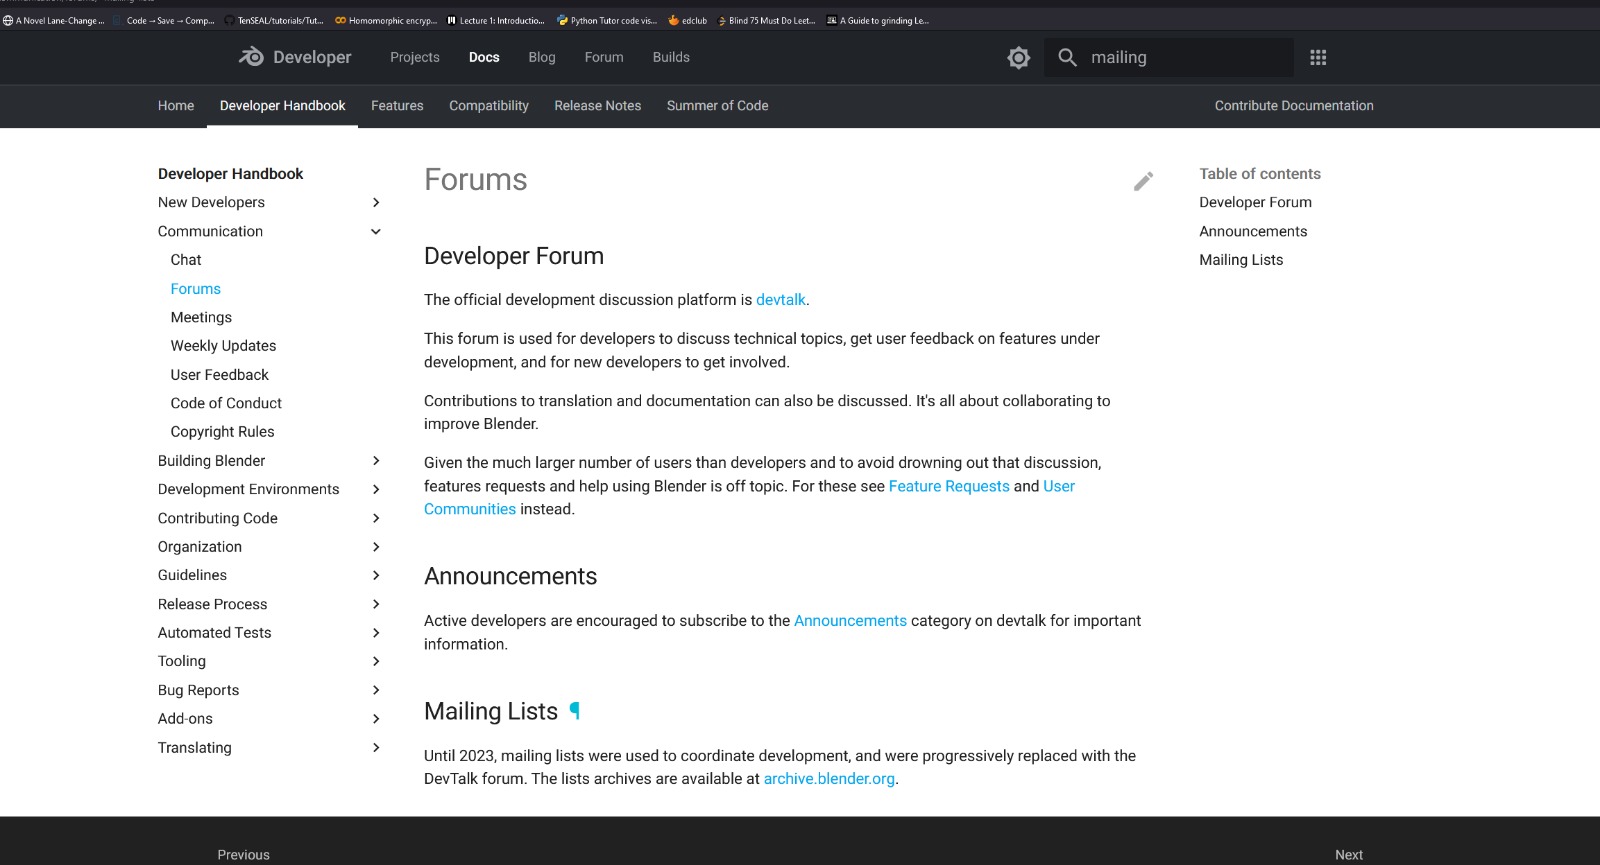 A Novel Lane-Change ...
Code → Save → Comp...
TenSEAL/tutorials/Tut...
Homomorphic encryp...
Lecture 1: Introductio...
Python Tutor code vis...
edclub
Blind 75 Must Do Leet...
A Guide to grinding Le...
Developer
Projects
Docs
Blog
Forum
Builds
mailing
Home
Developer Handbook
Features
Compatibility
Release Notes
Summer of Code
Contribute Documentation
Developer Handbook
New Developers
Communication
Chat
Forums
Meetings
Weekly Updates
User Feedback
Code of Conduct
Copyright Rules
Building Blender
Development Environments
Contributing Code
Organization
Guidelines
Release Process
Automated Tests
Tooling
Bug Reports
Add-ons
Translating
Forums
Developer Forum
The official development discussion platform is devtalk.
This forum is used for developers to discuss technical topics, get user feedback on features under
development, and for new developers to get involved.
Contributions to translation and documentation can also be discussed. It's all about collaborating to
improve Blender.
Given the much larger number of users than developers and to avoid drowning out that discussion,
features requests and help using Blender is off topic. For these see Feature Requests and User
Communities instead.
Announcements
Active developers are encouraged to subscribe to the Announcements category on devtalk for important
information.
Mailing Lists ¶
Until 2023, mailing lists were used to coordinate development, and were progressively replaced with the
DevTalk forum. The lists archives are available at archive.blender.org.
Table of contents
Developer Forum
Announcements
Mailing Lists
Previous
Next